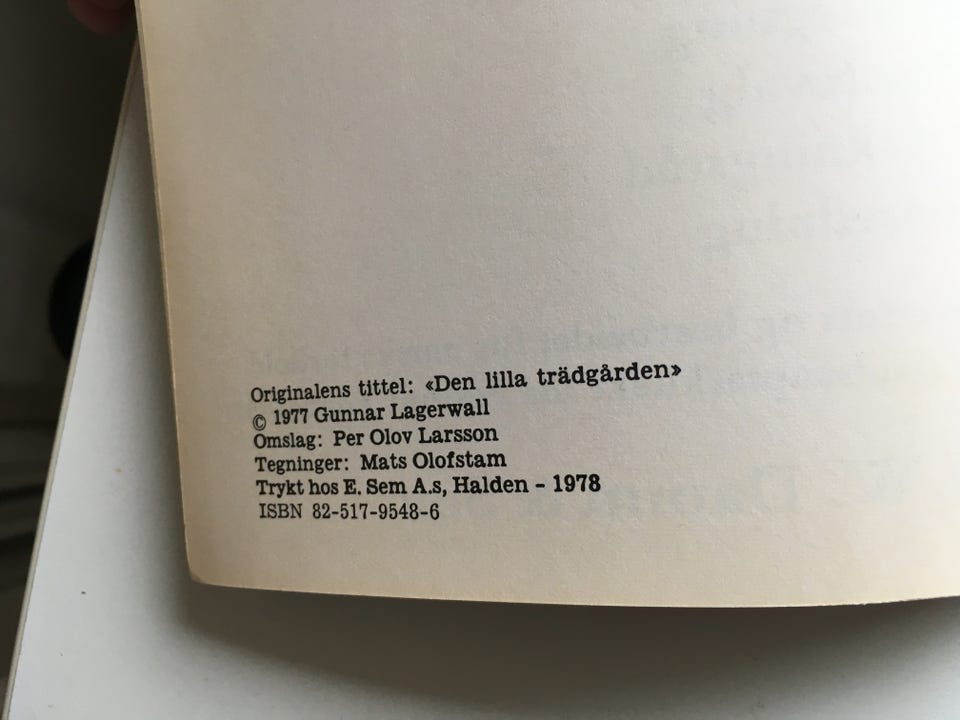 Originalens tittel: «Den lilla trädgården»
© 1977 Gunnar Lagerwall
Omslag: Per Olov Larsson
Tegninger: Mats Olofstam
Trykt hos E. Sem A.s, Halden – 1978
ISBN 82-517-9548-6